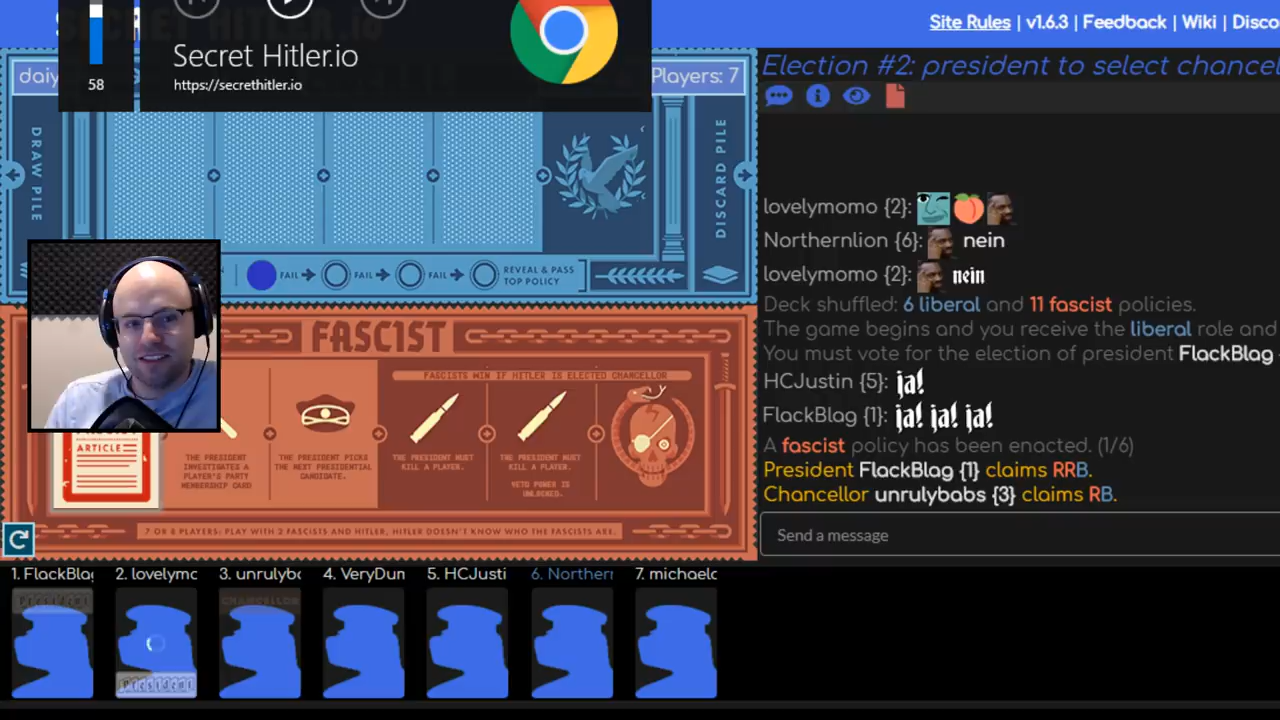 Secret Hitler.io
https://secrethitler.io
58
Site Rules | v1.6.3 | Feedback | Wiki | Disco
daiy
Players: 7
Election #2: president to select chancel
DRAW PILE
DISCARD PILE
FAIL
FAIL
FAIL
REVEAL & PASS
TOP POLICY
lovelymomo {2}:
Northernlion {6}: nein
lovelymomo {2}: nein
Deck shuffled: 6 liberal and 11 fascist policies.
The game begins and you receive the liberal role and
You must vote for the election of president FlackBlag
HCJustin {5}: ja!
FlackBlag {1}: ja! ja! ja!
A fascist policy has been enacted. (1/6)
President FlackBlag {1} claims RRB.
Chancellor unrulybabs {3} claims RB.
Send a message
FASCIST
FASCISTS WIN IF HITLER IS ELECTED CHANCELLOR
ARTICLE
THE PRESIDENT
INVESTIGATES A
PLAYER'S PARTY
MEMBERSHIP CARD
THE PRESIDENT PICKS
THE NEXT PRESIDENTIAL
CANDIDATE.
THE PRESIDENT MUST
KILL A PLAYER.
THE PRESIDENT MUST
KILL A PLAYER.
VETO POWER IS
UNLOCKED.
7 OR 8 PLAYERS: PLAY WITH 2 FASCISTS AND HITLER. HITLER DOESN'T KNOW WHO THE FASCISTS ARE.
1. FlackBlag
2. lovelymc
3. unrulybc
4. VeryDun
5. HCJusti
6. Northerr
7. michaelc
President
CHANCELLOR
President